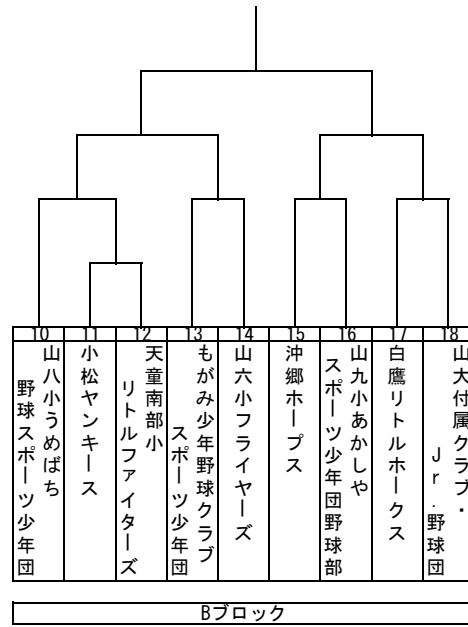 10 11 12 13 14 15 16 17 18
山八小うめばち
野球スポーツ少年団
小松ヤンキース
天童南部小
リトルファイターズ
もがみ少年野球クラブ
スポーツ少年団
山六小フライヤーズ
沖郷ホープス
山九小あかしや
スポーツ少年団野球部
白鷹リトルホークス
山大付属クラブ・
Jr.野球団
Bブロック